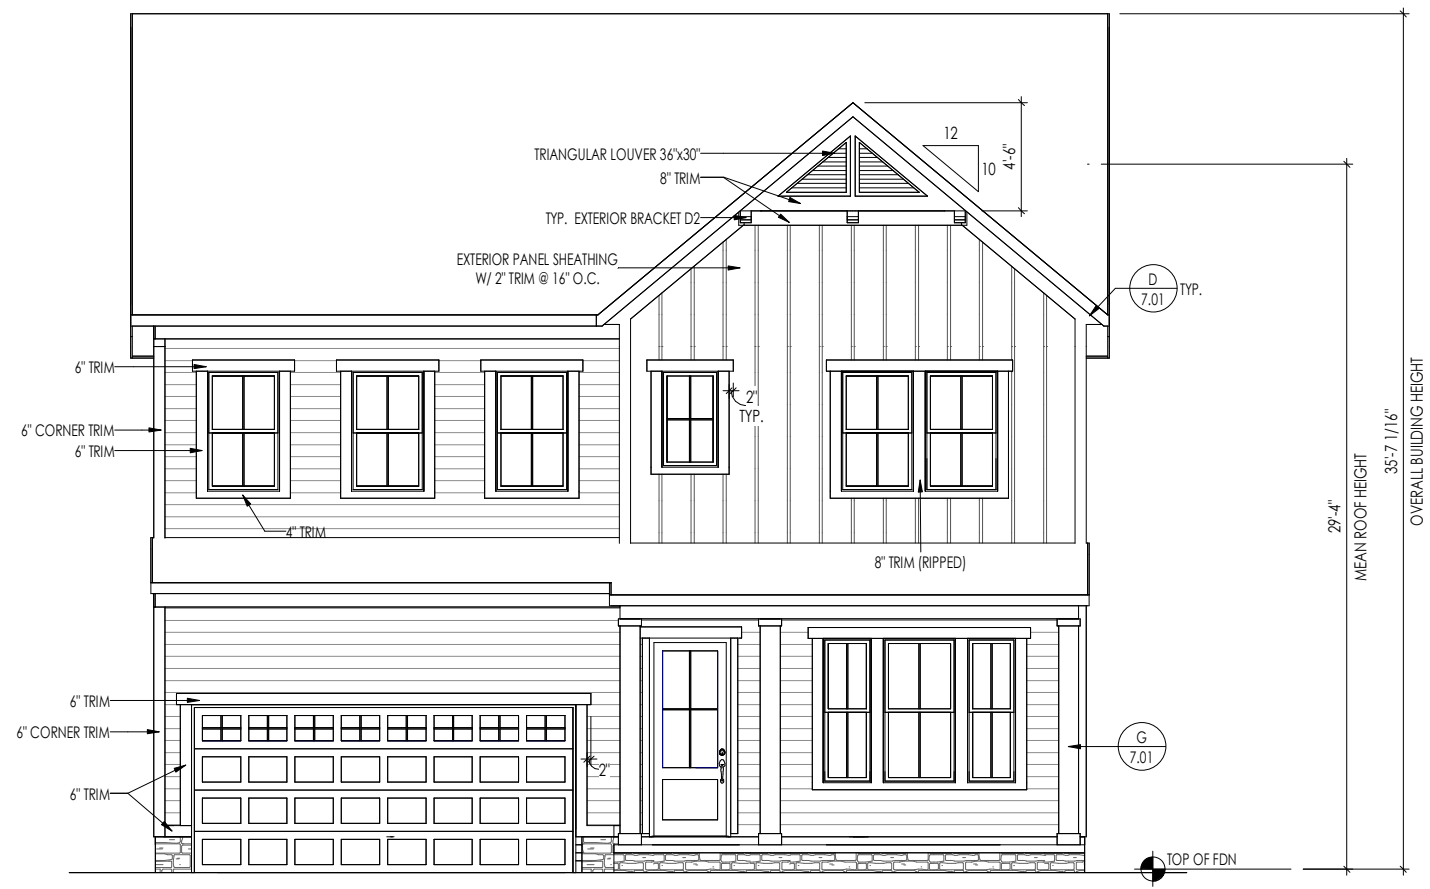 12
10
4'-6"
TRIANGULAR LOUVER 36"x30"
8" TRIM
TYP. EXTERIOR BRACKET D2
EXTERIOR PANEL SHEATHING
W/ 2" TRIM @ 16" O.C.
D
7.01
TYP.
6" TRIM
2"
TYP.
6" CORNER TRIM
6" TRIM
4" TRIM
8" TRIM (RIPPED)
29'-4"
MEAN ROOF HEIGHT
35'-7 1/16"
OVERALL BUILDING HEIGHT
6" TRIM
6" CORNER TRIM
G
7.01
2"
6" TRIM
TOP OF FDN